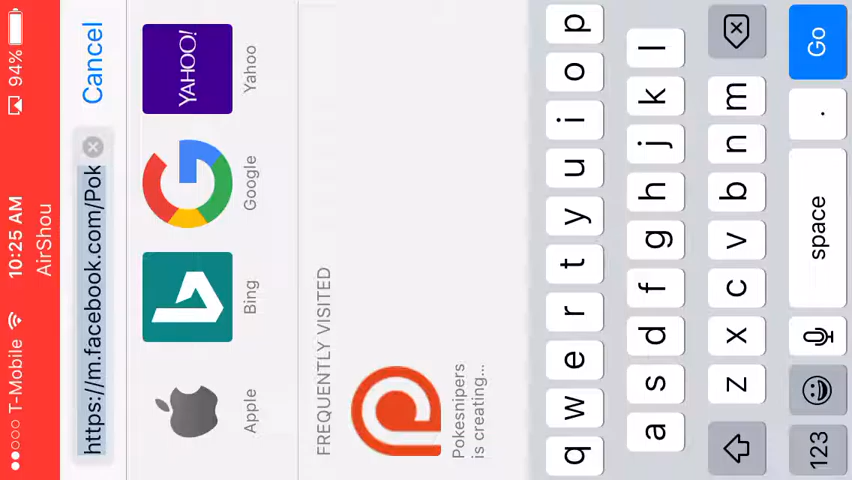 T-Mobile 10:25 AM 94%
AirShou
https://m.facebook.com/Pok Cancel
YAHOO!
Apple Bing Google Yahoo
FREQUENTLY VISITED
Pokesnipers
is creating...
q w e r t y u i o p
a s d f g h j k l
z x c v b n m
123 space . Go